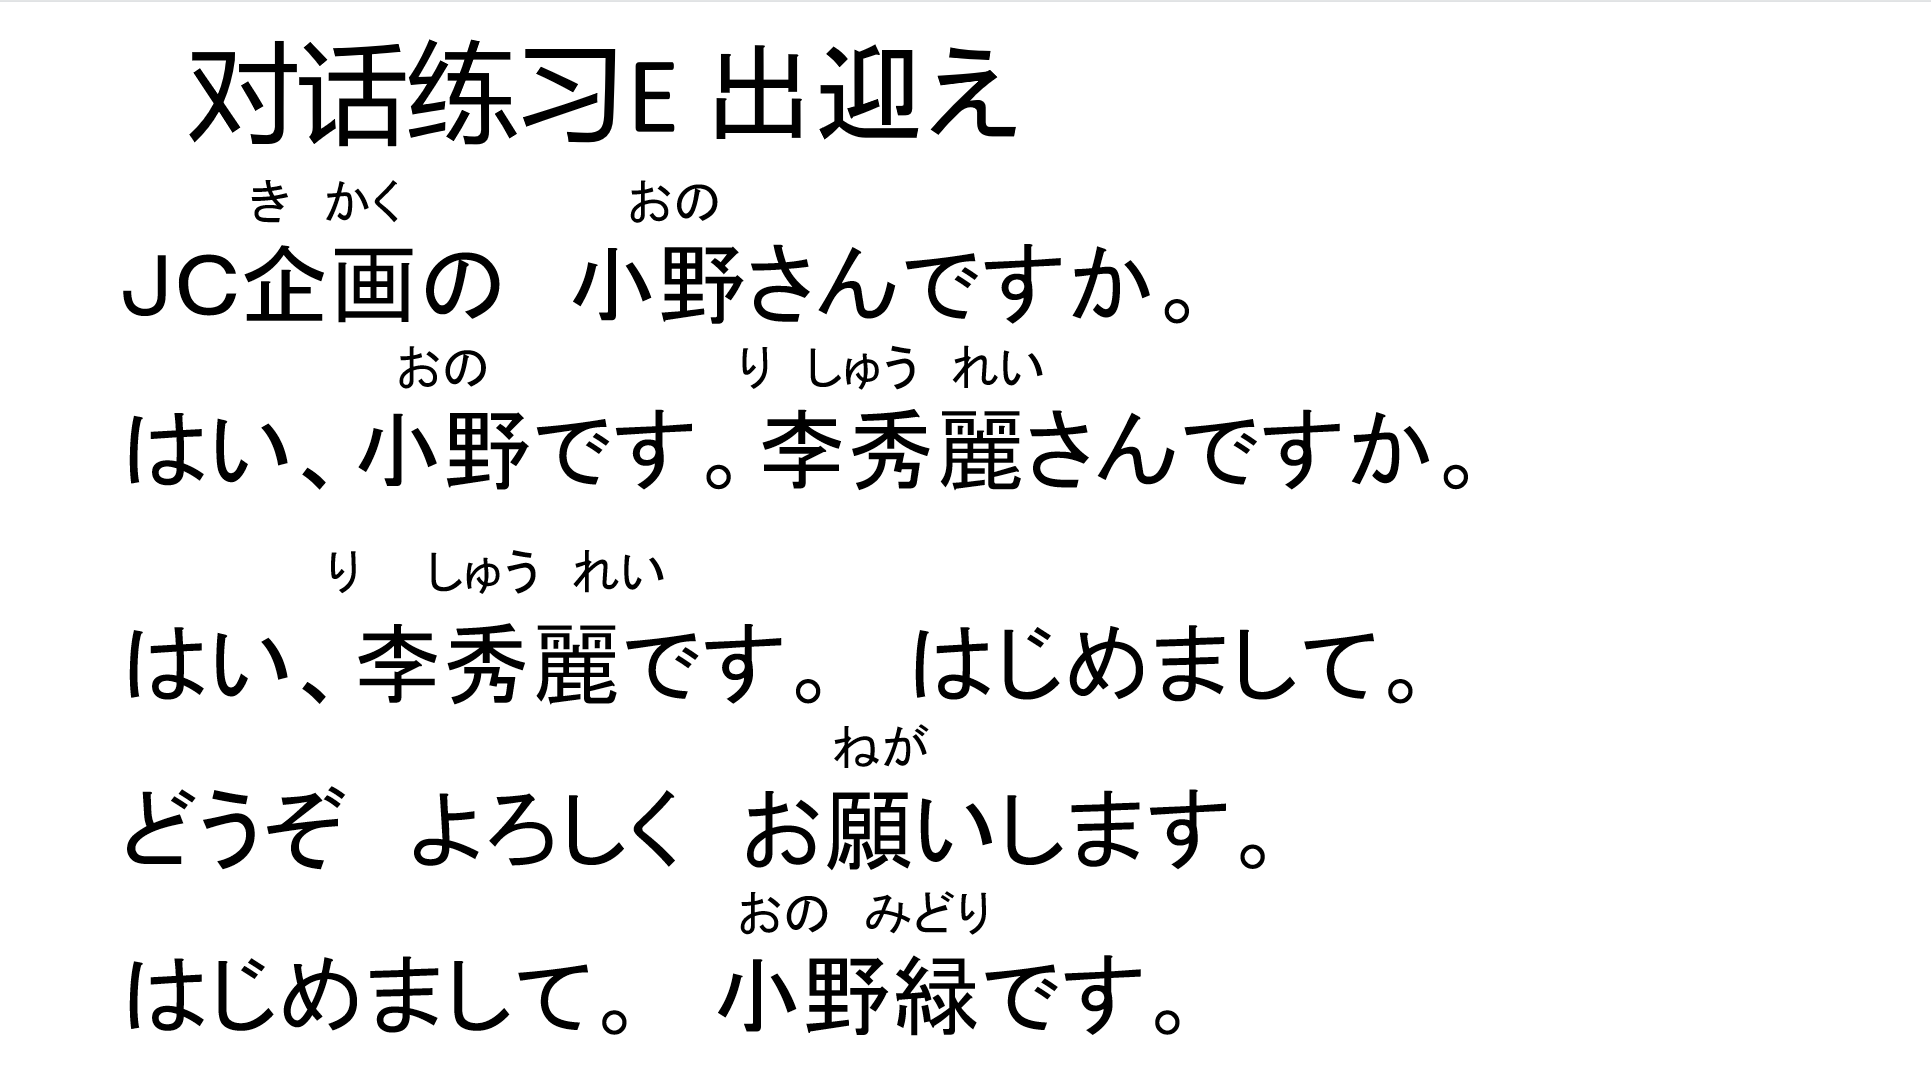 对话练习E 出迎え
き かく おの
JC企画の 小野さんですか。
おの り しゅう れい
はい、小野です。李秀麗さんですか。
り しゅう れい
はい、李秀麗です。 はじめまして。
ねが
どうぞ よろしく お願いします。
おの みどり
はじめまして。 小野緑です。